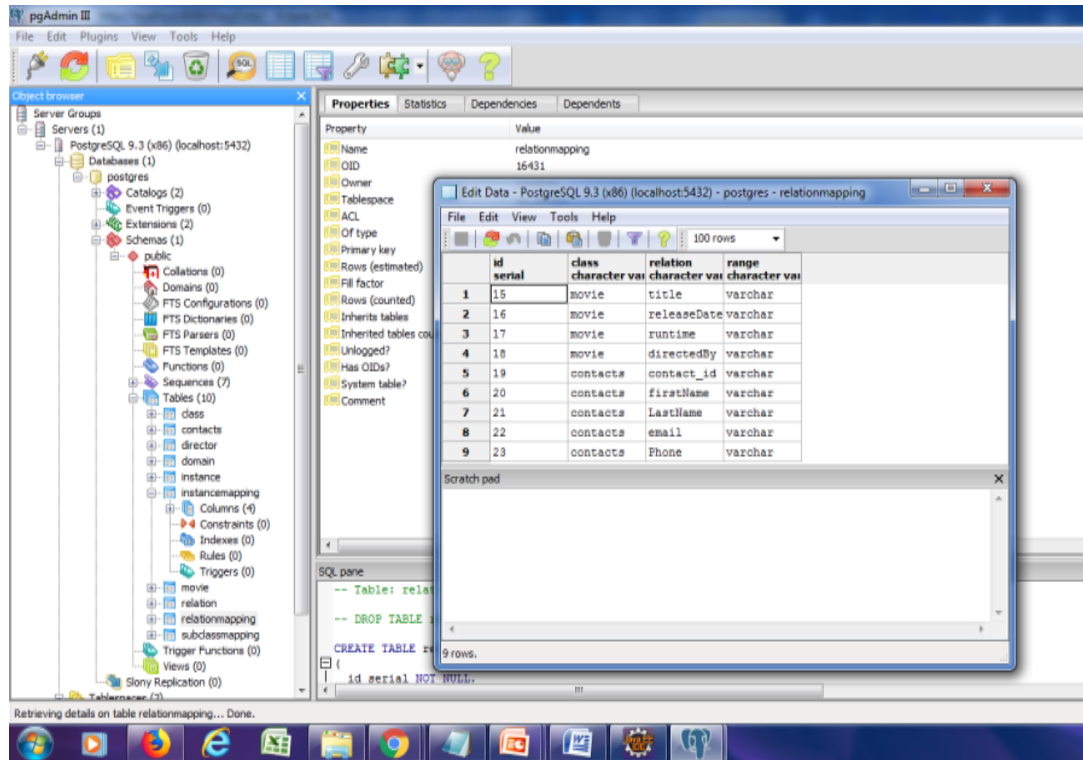 pgAdmin III
File Edit Plugins View Tools Help
SQL
Object browser
Server Groups
Servers (1)
PostgreSQL 9.3 (x86) (localhost:5432)
Databases (1)
postgres
Catalogs (2)
Event Triggers (0)
Extensions (2)
Schemas (1)
public
Collations (0)
Domains (0)
FTS Configurations (0)
FTS Dictionaries (0)
FTS Parsers (0)
FTS Templates (0)
Functions (0)
Sequences (7)
Tables (10)
class
contacts
director
domain
instance
instancemapping
Columns (4)
Constraints (0)
Indexes (0)
Rules (0)
Triggers (0)
movie
relation
relationmapping
subclassmapping
Trigger Functions (0)
Views (0)
Slony Replication (0)
Properties Statistics Dependencies Dependents
Property Value
Name relationmapping
OID 16431
Owner
Tablespace
ACL
Of type
Primary key
Rows (estimated)
Fill factor
Rows (counted)
Inherits tables
Inherited tables cou
Unlogged?
Has OIDs?
System table?
Comment
SQL pane
-- Table: relat
-- DROP TABLE
CREATE TABLE re
(
id serial NOT NULL.
Edit Data - PostgreSQL 9.3 (x86) (localhost:5432) - postgres - relationmapping
File Edit View Tools Help
100 rows
id class relation range
serial character var character var character var
1 15 movie title varchar
2 16 movie releaseDate varchar
3 17 movie runtime varchar
4 18 movie directedBy varchar
5 19 contacts contact_id varchar
6 20 contacts firstName varchar
7 21 contacts LastName varchar
8 22 contacts email varchar
9 23 contacts Phone varchar
Scratch pad
9 rows.
Retrieving details on table relationmapping... Done.